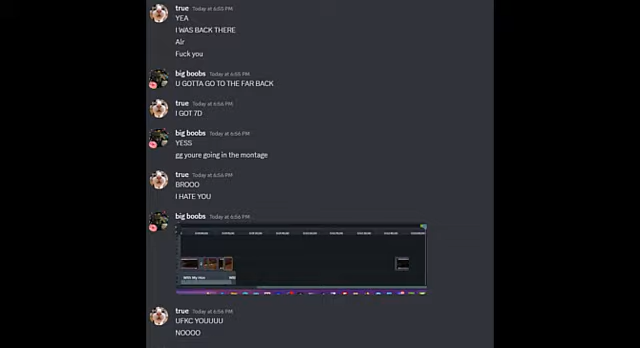 true Today at 6:55 PM
YEA
I WAS BACK THERE
Alr
Fuck you
big boobs Today at 6:55 PM
U GOTTA GO TO THE FAR BACK
true Today at 6:56 PM
I GOT 7D
big boobs Today at 6:56 PM
YESS
gg youre going in the montage
true Today at 6:56 PM
BROOO
I HATE YOU
big boobs Today at 6:56 PM
true Today at 6:56 PM
UFKC YOUUUU
NOOOO